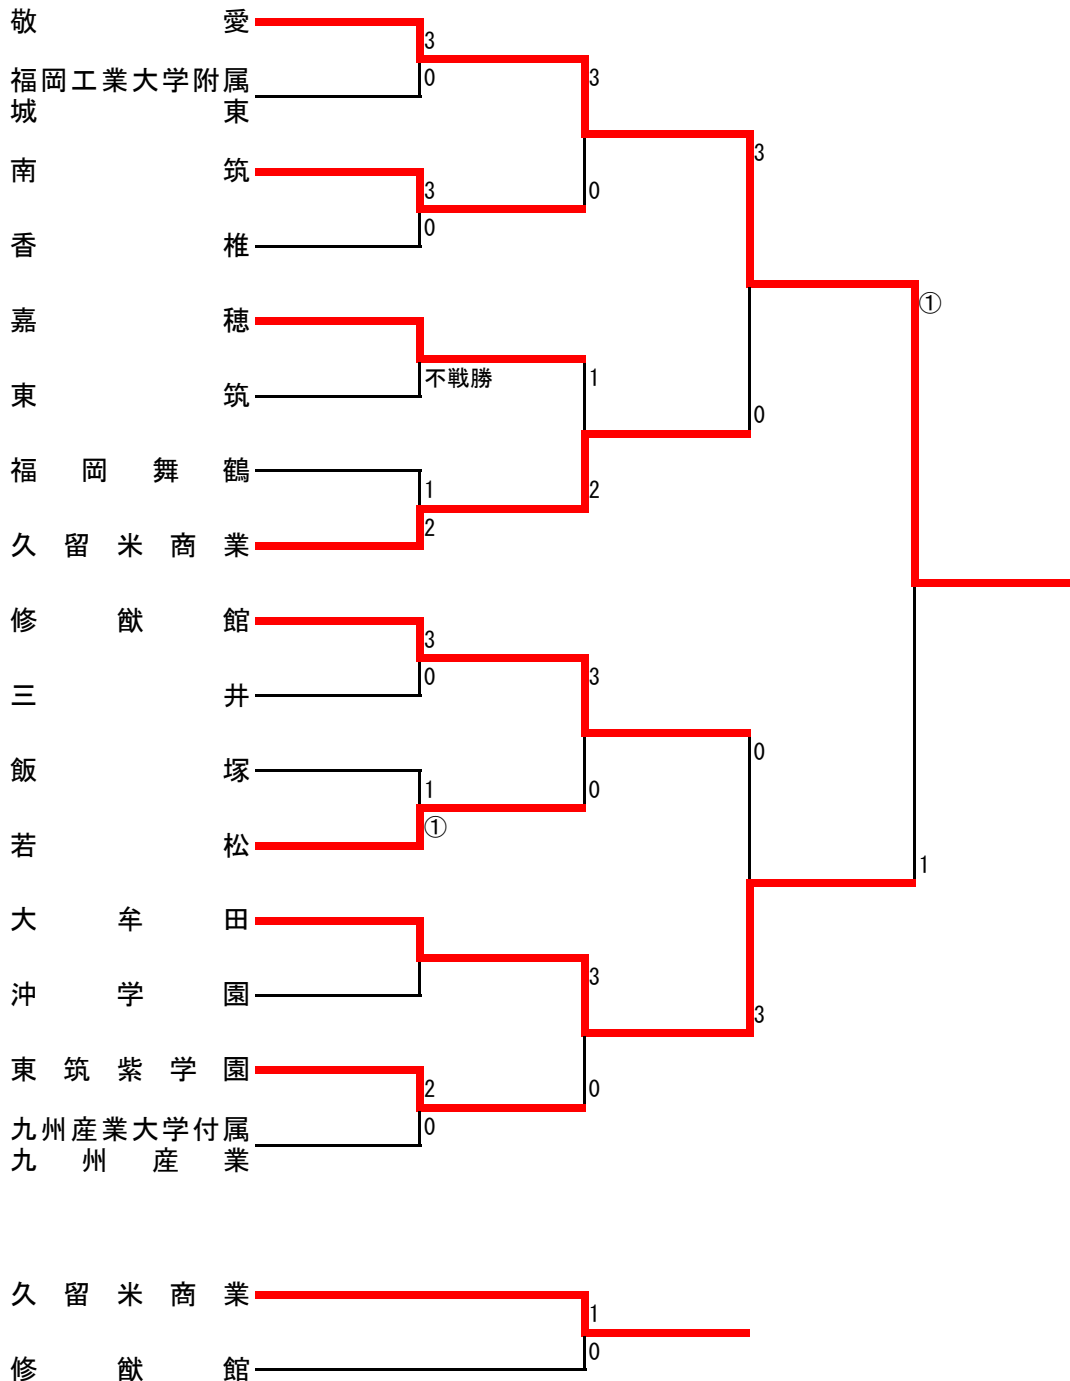 敬愛
3
福岡工業大学附属
城東
0
3
南筑
3
3
0
香椎
0
嘉穂
①
不戦勝
1
東筑
0
福岡舞鶴
1
2
久留米商業
2
修猷館
3
0
3
三井
0
飯塚
1
0
若松
①
1
大牟田
3
沖学園
3
東筑紫学園
2
0
九州産業大学付属
九州産業
0
久留米商業
1
修猷館
0